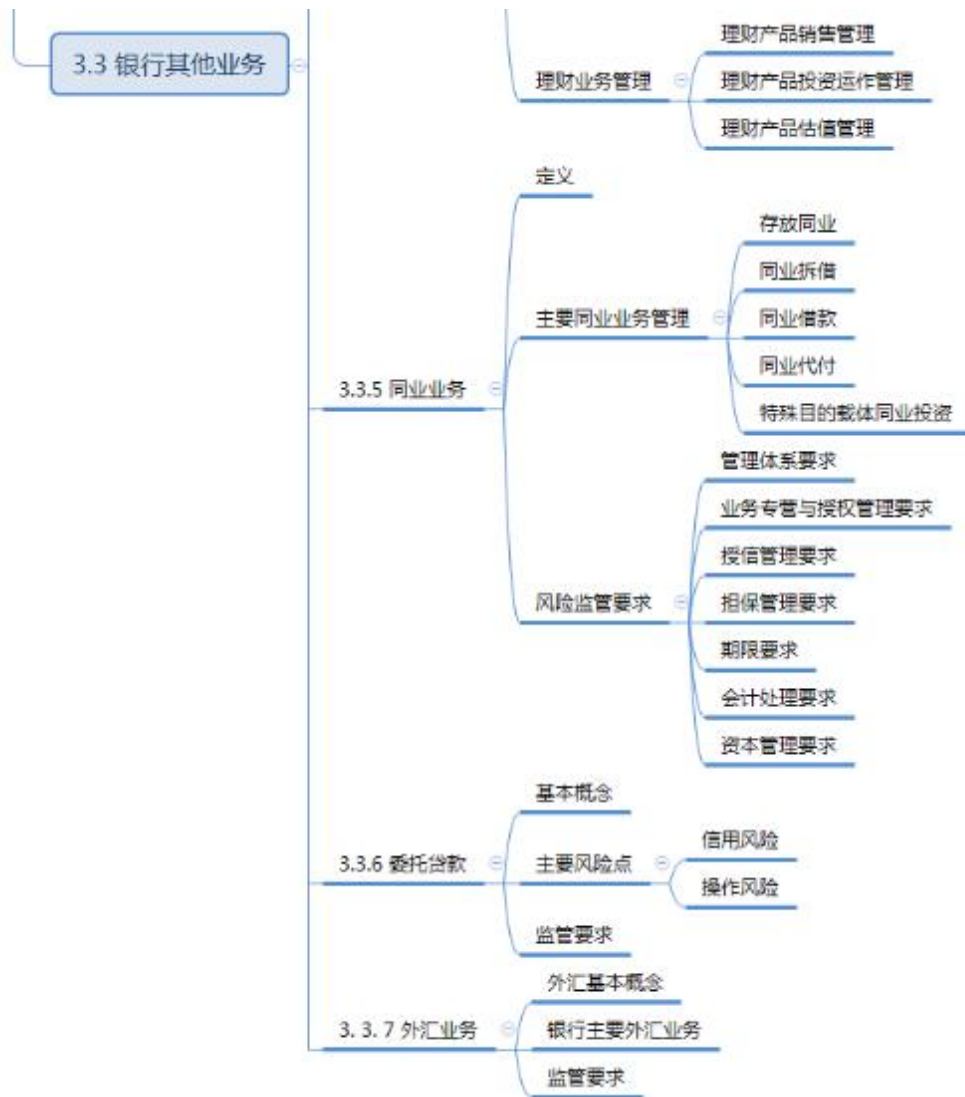 3.3 银行其他业务
理财业务管理
理财产品销售管理
理财产品投资运作管理
理财产品估值管理
3.3.5 同业业务
定义
主要同业业务管理
存放同业
同业拆借
同业借款
同业代付
特殊目的载体同业投资
风险监管要求
管理体系要求
业务专营与授权管理要求
授信管理要求
担保管理要求
期限要求
会计处理要求
资本管理要求
3.3.6 委托贷款
基本概念
主要风险点
信用风险
操作风险
监管要求
3. 3. 7 外汇业务
外汇基本概念
银行主要外汇业务
监管要求